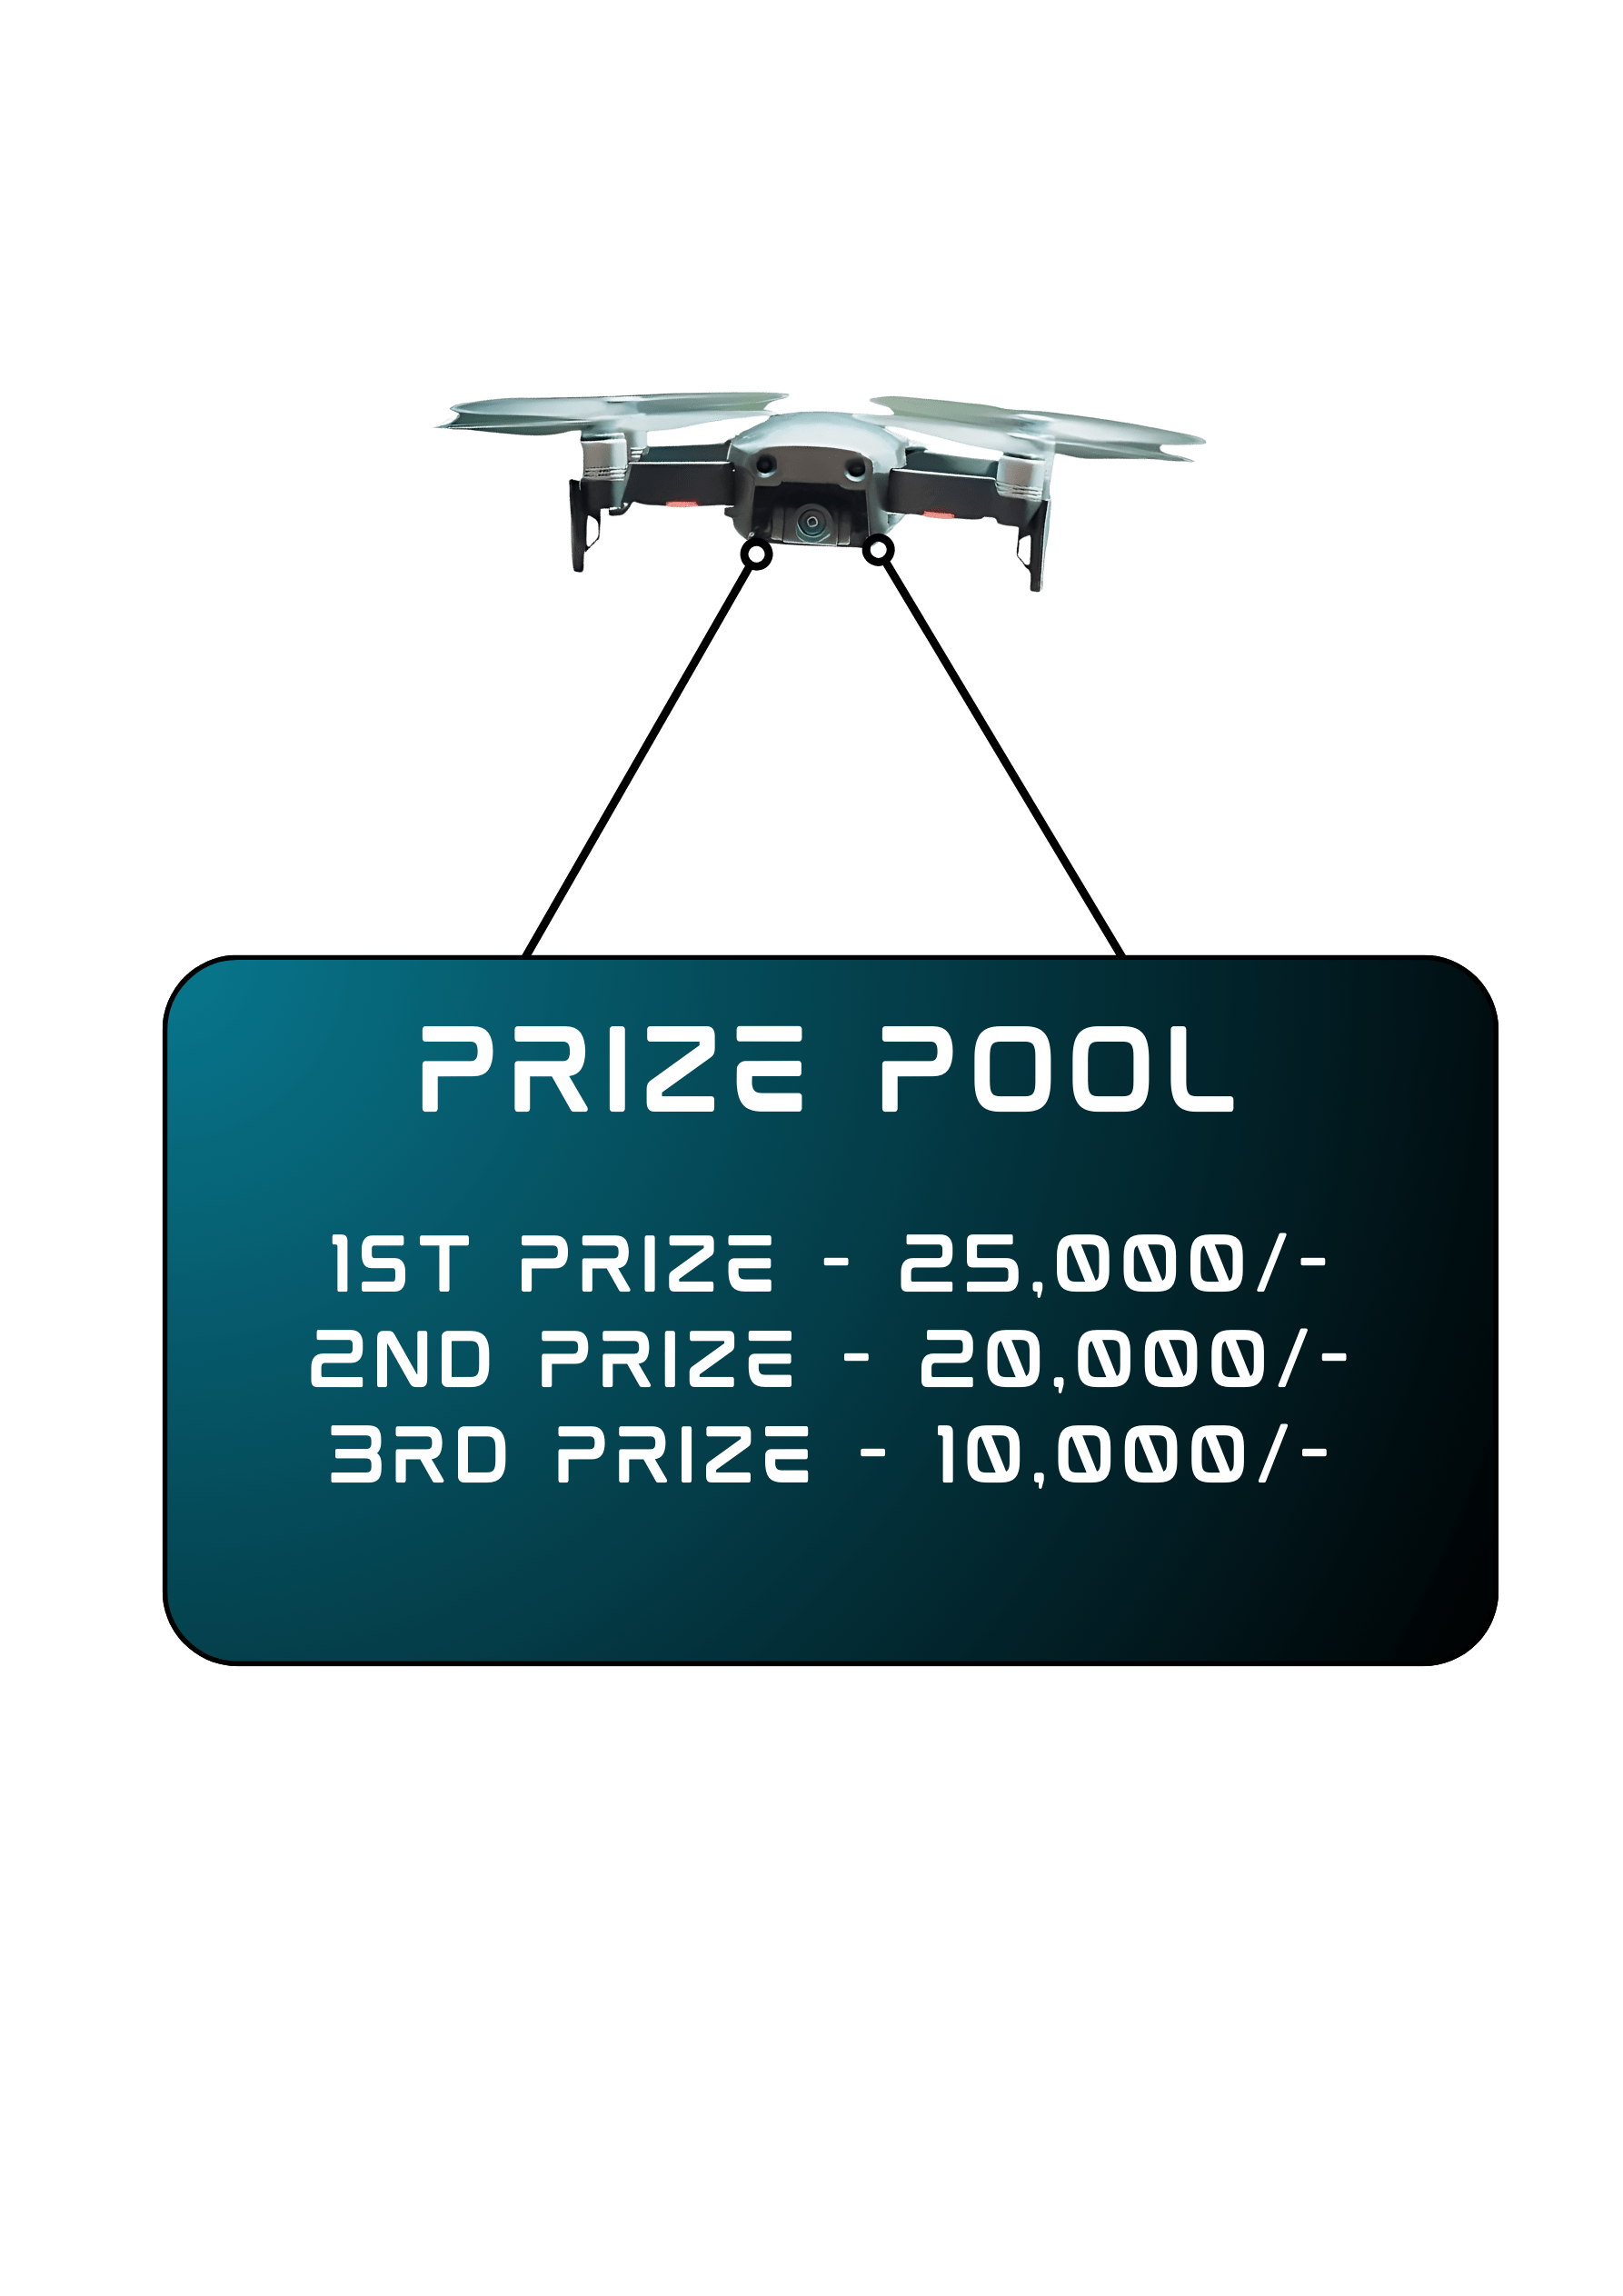 PRIZE POOL
1ST PRIZE - 25,000/-
2ND PRIZE - 20,000/-
3RD PRIZE - 10,000/-